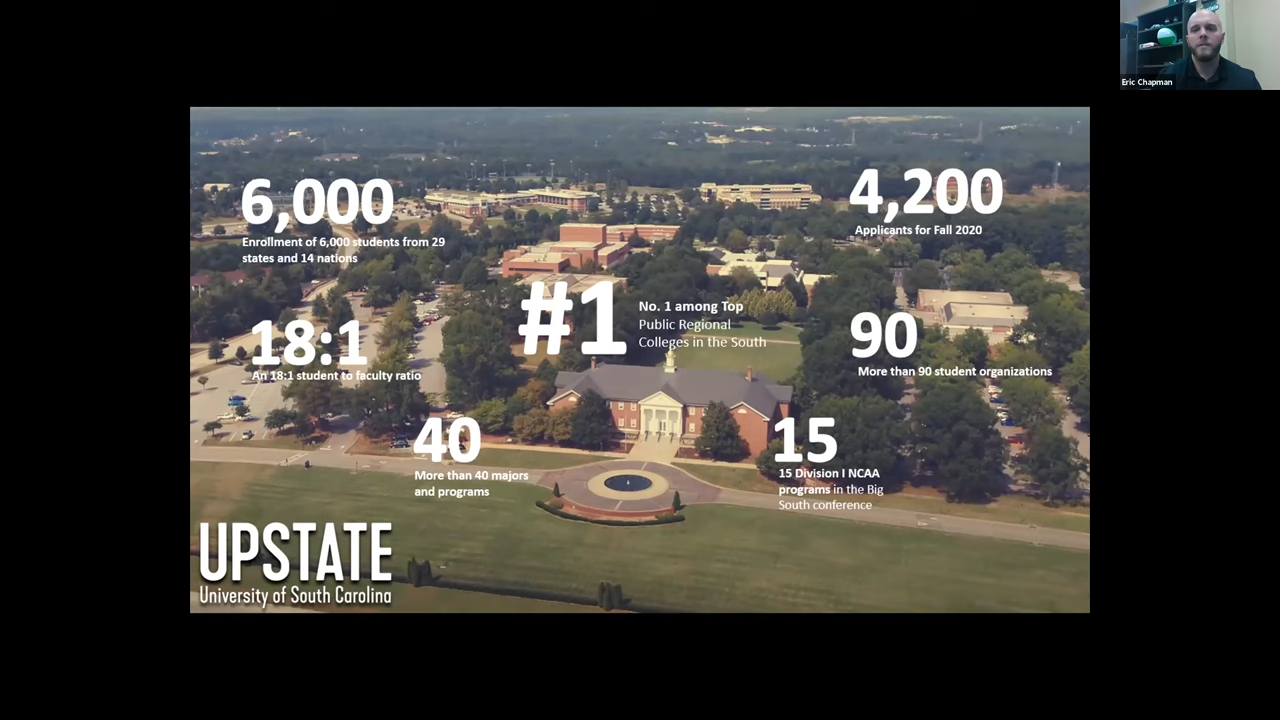 Eric Chapman
6,000
Enrollment of 6,000 students from 29
states and 14 nations
4,200
Applicants for Fall 2020
#1
No. 1 among Top
Public Regional
Colleges in the South
18:1
An 18:1 student to faculty ratio
90
More than 90 student organizations
40
More than 40 majors
and programs
15
15 Division I NCAA
programs in the Big
South conference
UPSTATE
University of South Carolina